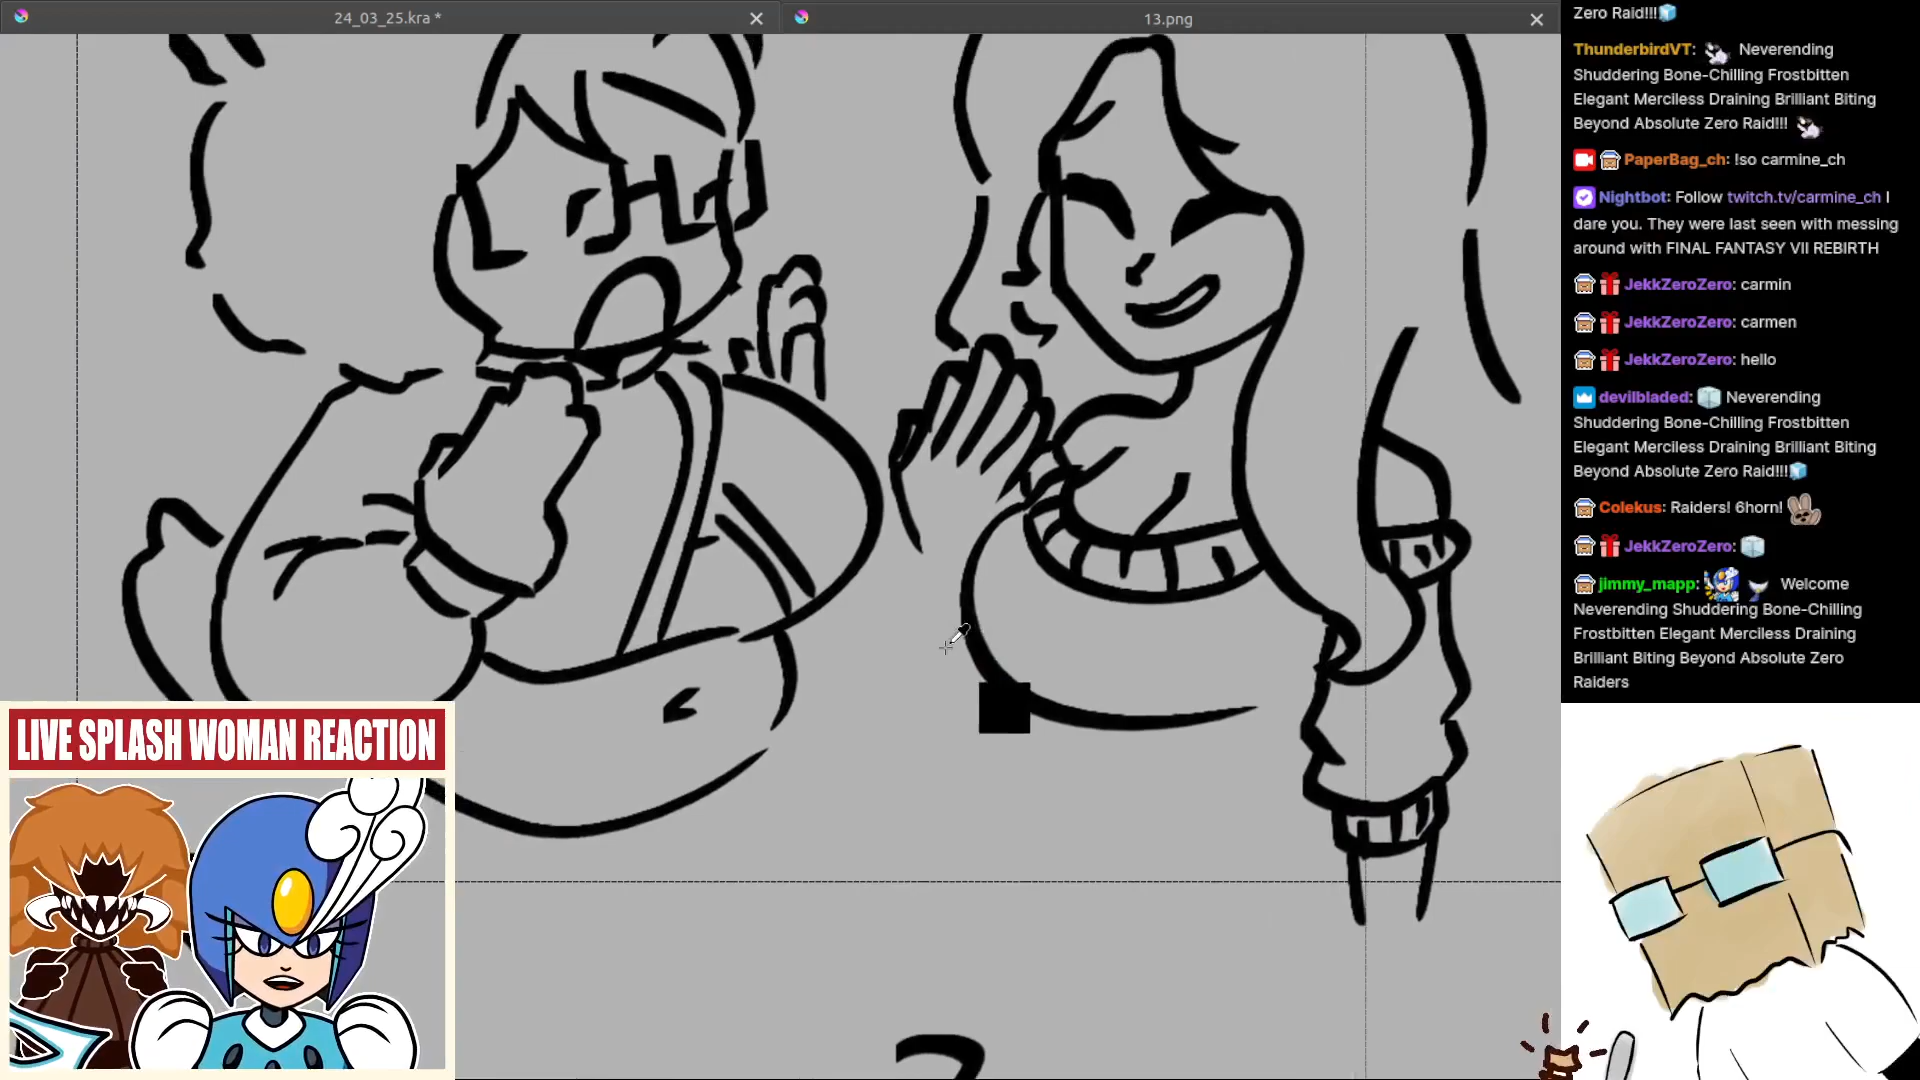 24_03_25.kra *
13.png
Zero Raid!!!
ThunderbirdVT: Neverending
Shuddering Bone-Chilling Frostbitten
Elegant Merciless Draining Brilliant Biting
Beyond Absolute Zero Raid!!!
PaperBag_ch: !so carmine_ch
Nightbot: Follow twitch.tv/carmine_ch I
dare you. They were last seen with messing
around with FINAL FANTASY VII REBIRTH
JekkZeroZero: carmin
JekkZeroZero: carmen
JekkZeroZero: hello
devilbladed: Neverending
Shuddering Bone-Chilling Frostbitten
Elegant Merciless Draining Brilliant Biting
Beyond Absolute Zero Raid!!!
Colekus: Raiders! 6horn!
JekkZeroZero:
jimmy_mapp: Welcome
Neverending Shuddering Bone-Chilling
Frostbitten Elegant Merciless Draining
Brilliant Biting Beyond Absolute Zero
Raiders
LIVE SPLASH WOMAN REACTION